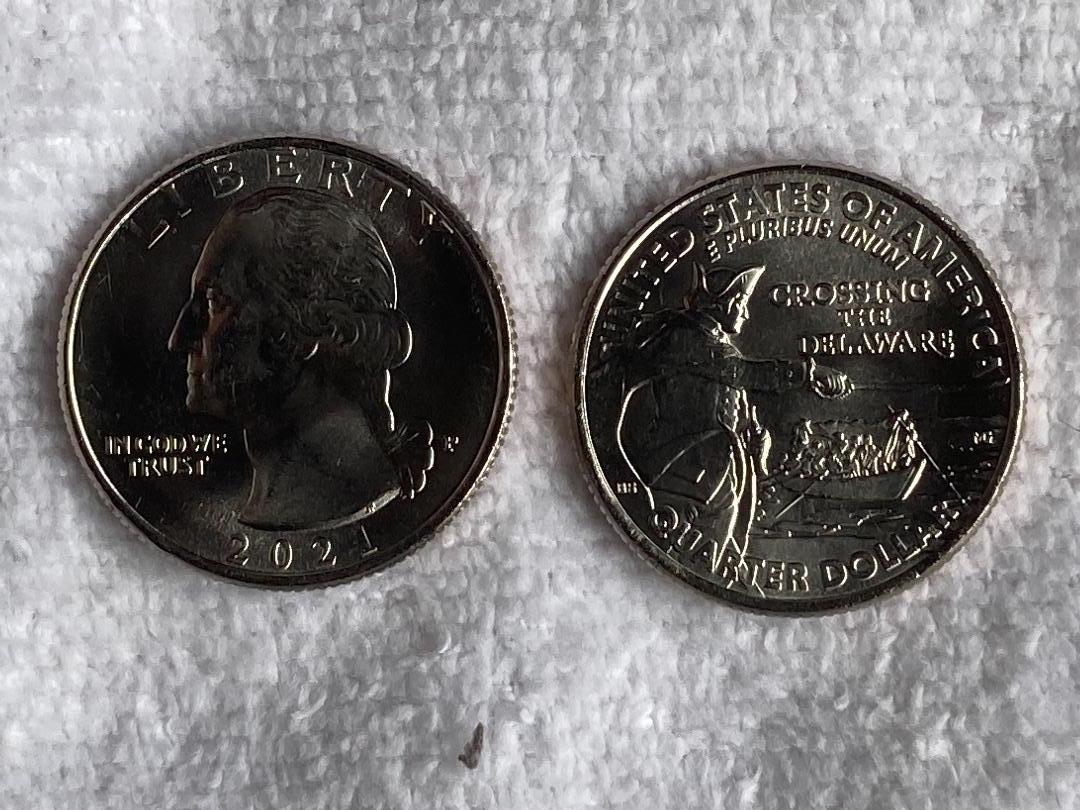 LIBERTY
IN GOD WE
TRUST
P
2021
UNITED STATES OF AMERICA
E PLURIBUS UNUM
CROSSING
THE
DELAWARE
QUARTER DOLLAR